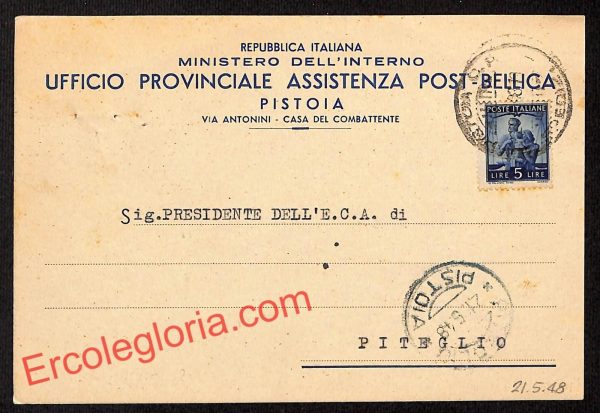 REPUBBLICA ITALIANA
MINISTERO DELL'INTERNO
UFFICIO PROVINCIALE ASSISTENZA POST-BELLICA
PISTOIA
VIA ANTONINI - CASA DEL COMBATTENTE
POSTE ITALIANE
LIRE 5 LIRE
Sig.PRESIDENTE DELL'E.C.A. di
PISTOIA
Ercolegloria.com
PITEGLIO
21.5.48